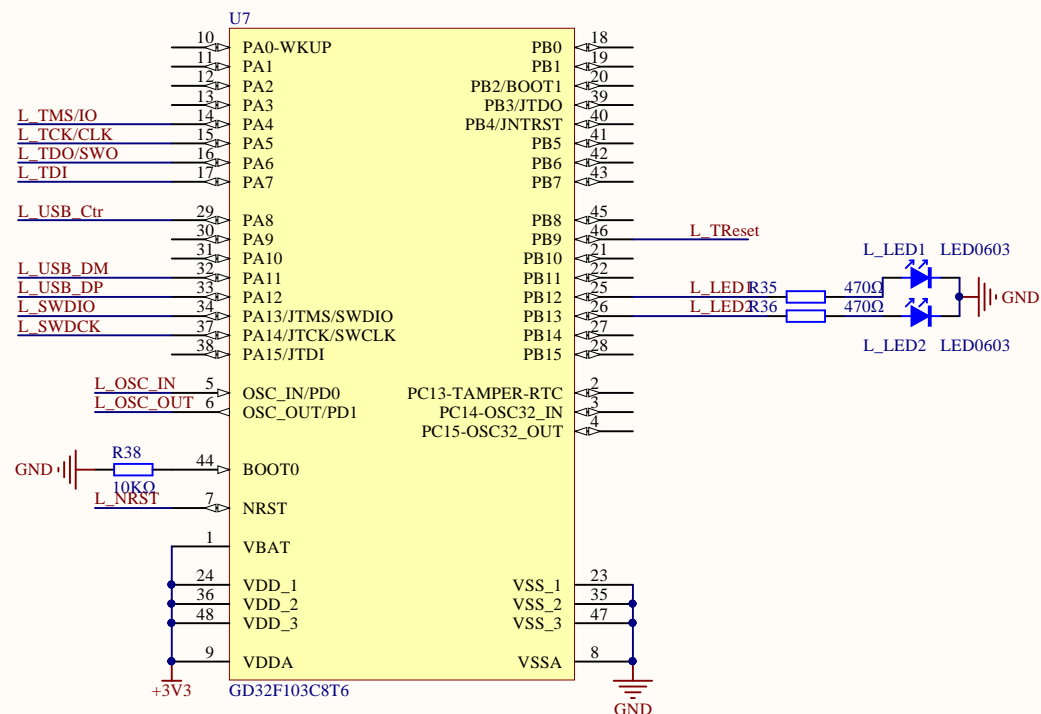 U7
10 PA0-WKUP PB0 18
11 PA1 PB1 19
12 PA2 PB2/BOOT1 20
13 PA3 PB3/JTDO 39
L_TMS/IO 14 PA4 PB4/JNTRST 40
L_TCK/CLK 15 PA5 PB5 41
L_TDO/SWO 16 PA6 PB6 42
L_TDI 17 PA7 PB7 43
L_USB_Ctr 29 PA8 PB8 45
30 PA9 PB9 46 L_TReset
31 PA10 PB10 21
L_LED1 LED0603
L_USB_DM 32 PA11 PB11 22
L_USB_DP 33 PA12 PB12 25 L_LED1 R35 470Ω GND
L_SWDIO 34 PA13/JTMS/SWDIO PB13 26 L_LED2 R36 470Ω
L_SWDCK 37 PA14/JTCK/SWCLK PB14 27
L_LED2 LED0603
38 PA15/JTDI PB15 28
L_OSC_IN 5 OSC_IN/PD0 PC13-TAMPER-RTC 2
L_OSC_OUT 6 OSC_OUT/PD1 PC14-OSC32_IN 3
PC15-OSC32_OUT 4
R38
GND 44 BOOT0
10KΩ
L_NRST 7 NRST
1 VBAT
24 VDD_1 VSS_1 23
36 VDD_2 VSS_2 35
48 VDD_3 VSS_3 47
9 VDDA VSSA 8
+3V3 GD32F103C8T6
GND